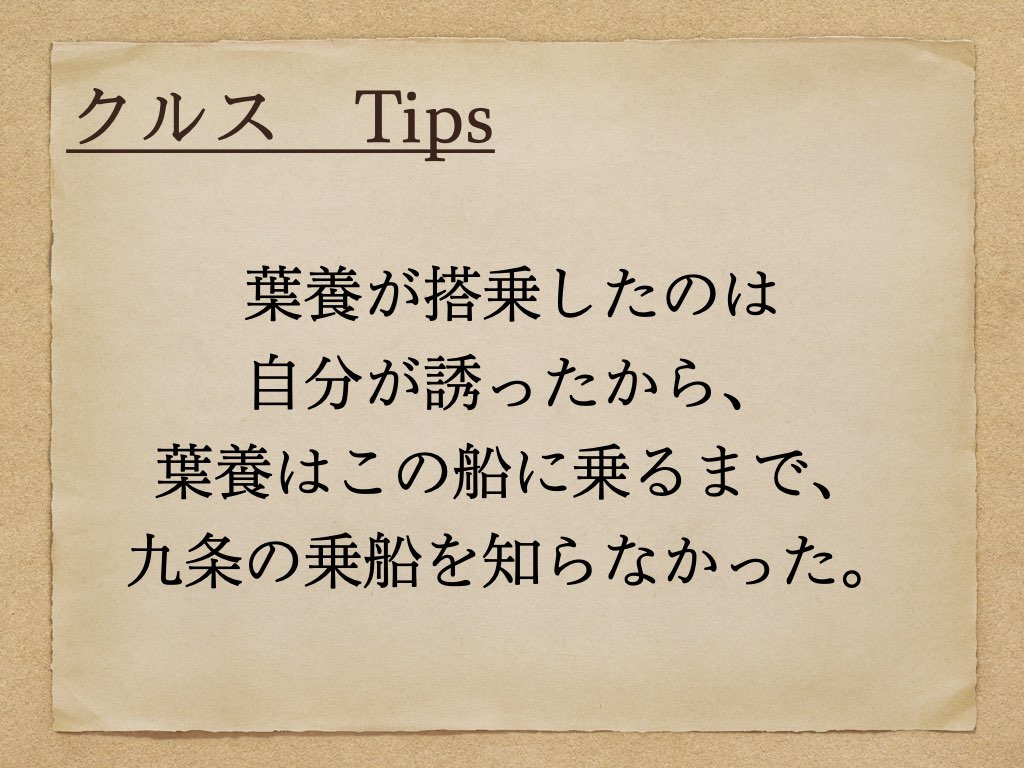 クルス　Tips
葉養が搭乗したのは
自分が誘ったから、
葉養はこの船に乗るまで、
九条の乗船を知らなかった。